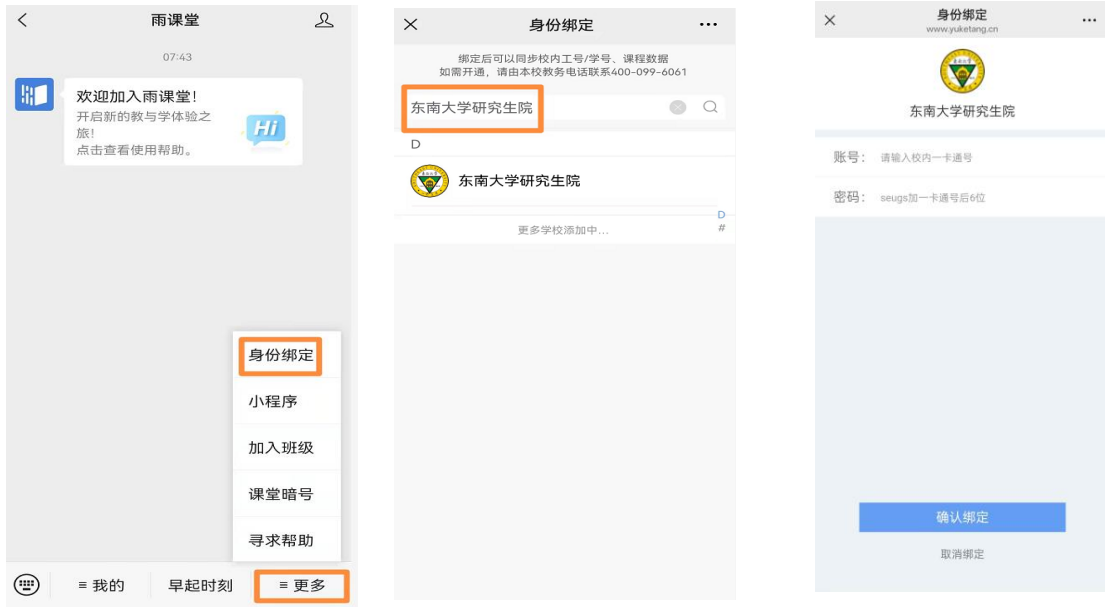 雨课堂
07:43
欢迎加入雨课堂!
开启新的教与学体验之
旅!
点击查看使用帮助。
Hi
身份绑定
小程序
加入班级
课堂暗号
寻求帮助
≡ 我的
早起时刻
≡ 更多
身份绑定
绑定后可以同步校内工号/学号、课程数据
如需开通，请由本校教务电话联系400-099-6061
东南大学研究生院
D
东南大学研究生院
D
#
更多学校添加中...
身份绑定
www.yuketang.cn
东南大学研究生院
账号： 请输入校内一卡通号
密码： seugs加一卡通号后6位
确认绑定
取消绑定